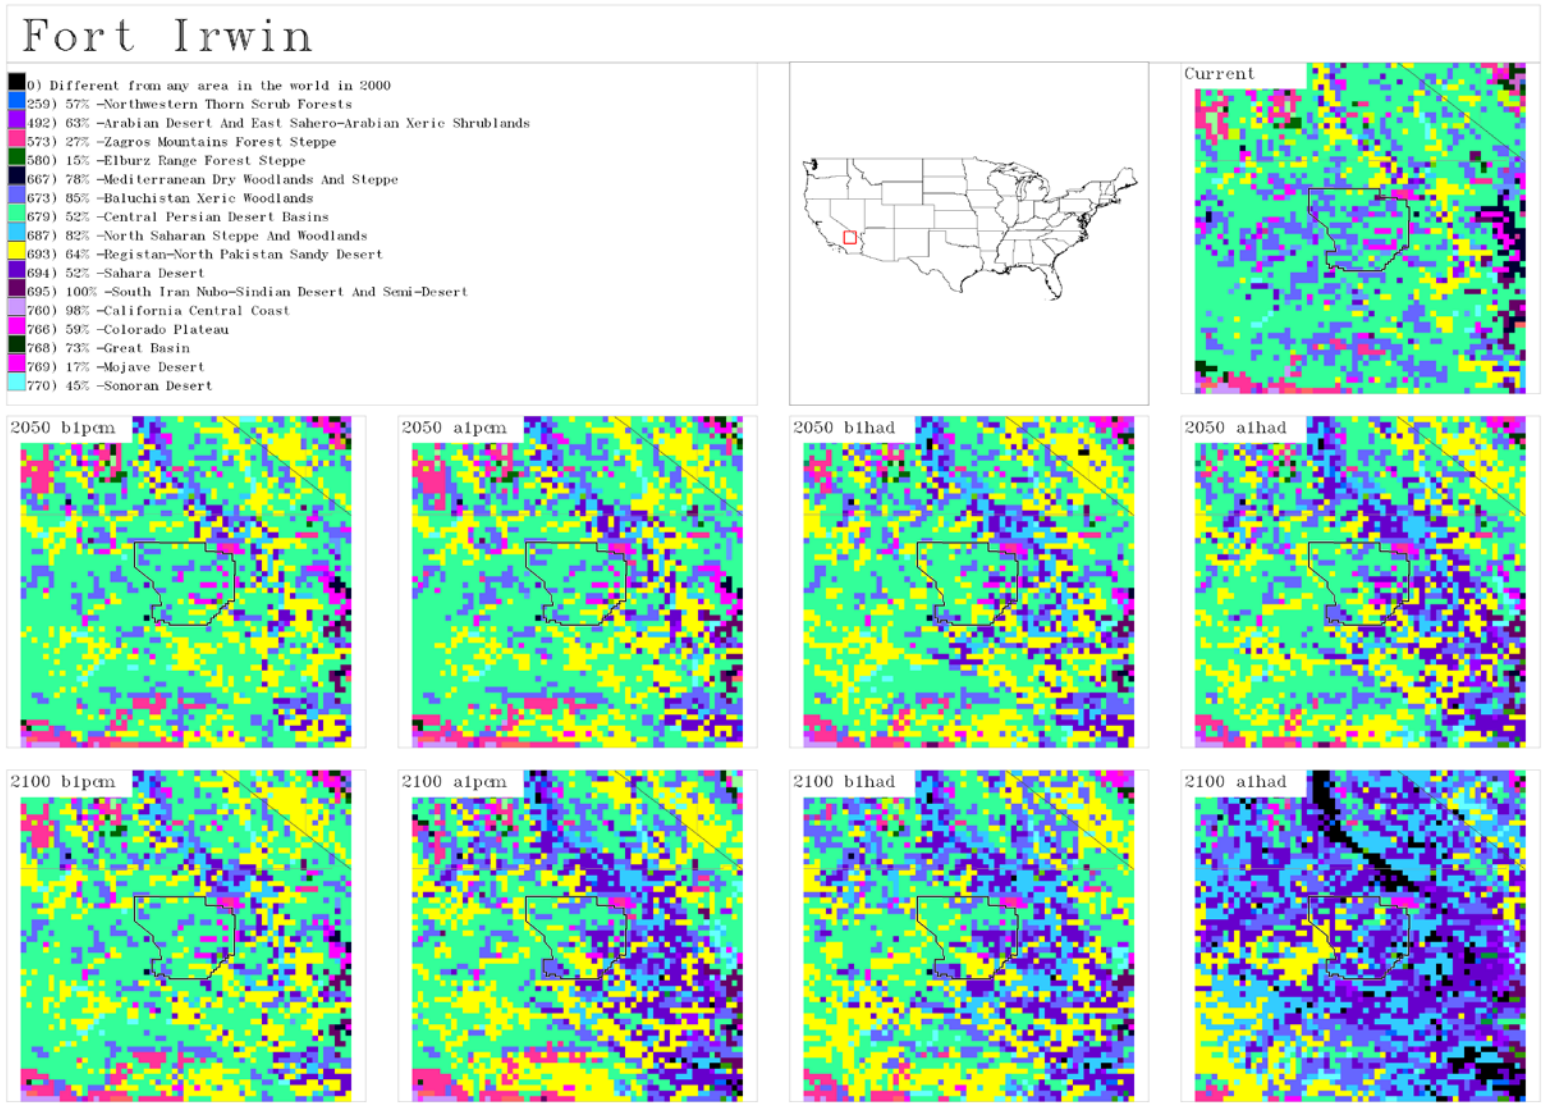 Fort Irwin
0) Different from any area in the world in 2000
259) 57% -Northwestern Thorn Scrub Forests
492) 63% -Arabian Desert And East Sahero-Arabian Xeric Shrublands
573) 27% -Zagros Mountains Forest Steppe
580) 15% -Elburz Range Forest Steppe
667) 78% -Mediterranean Dry Woodlands And Steppe
673) 85% -Baluchistan Xeric Woodlands
679) 52% -Central Persian Desert Basins
687) 82% -North Saharan Steppe And Woodlands
693) 64% -Registan-North Pakistan Sandy Desert
694) 52% -Sahara Desert
695) 100% -South Iran Nubo-Sindian Desert And Semi-Desert
760) 98% -California Central Coast
766) 59% -Colorado Plateau
768) 73% -Great Basin
769) 17% -Mojave Desert
770) 45% -Sonoran Desert
Current
2050 b1pcm
2050 a1pcm
2050 b1had
2050 a1had
2100 b1pcm
2100 a1pcm
2100 b1had
2100 a1had